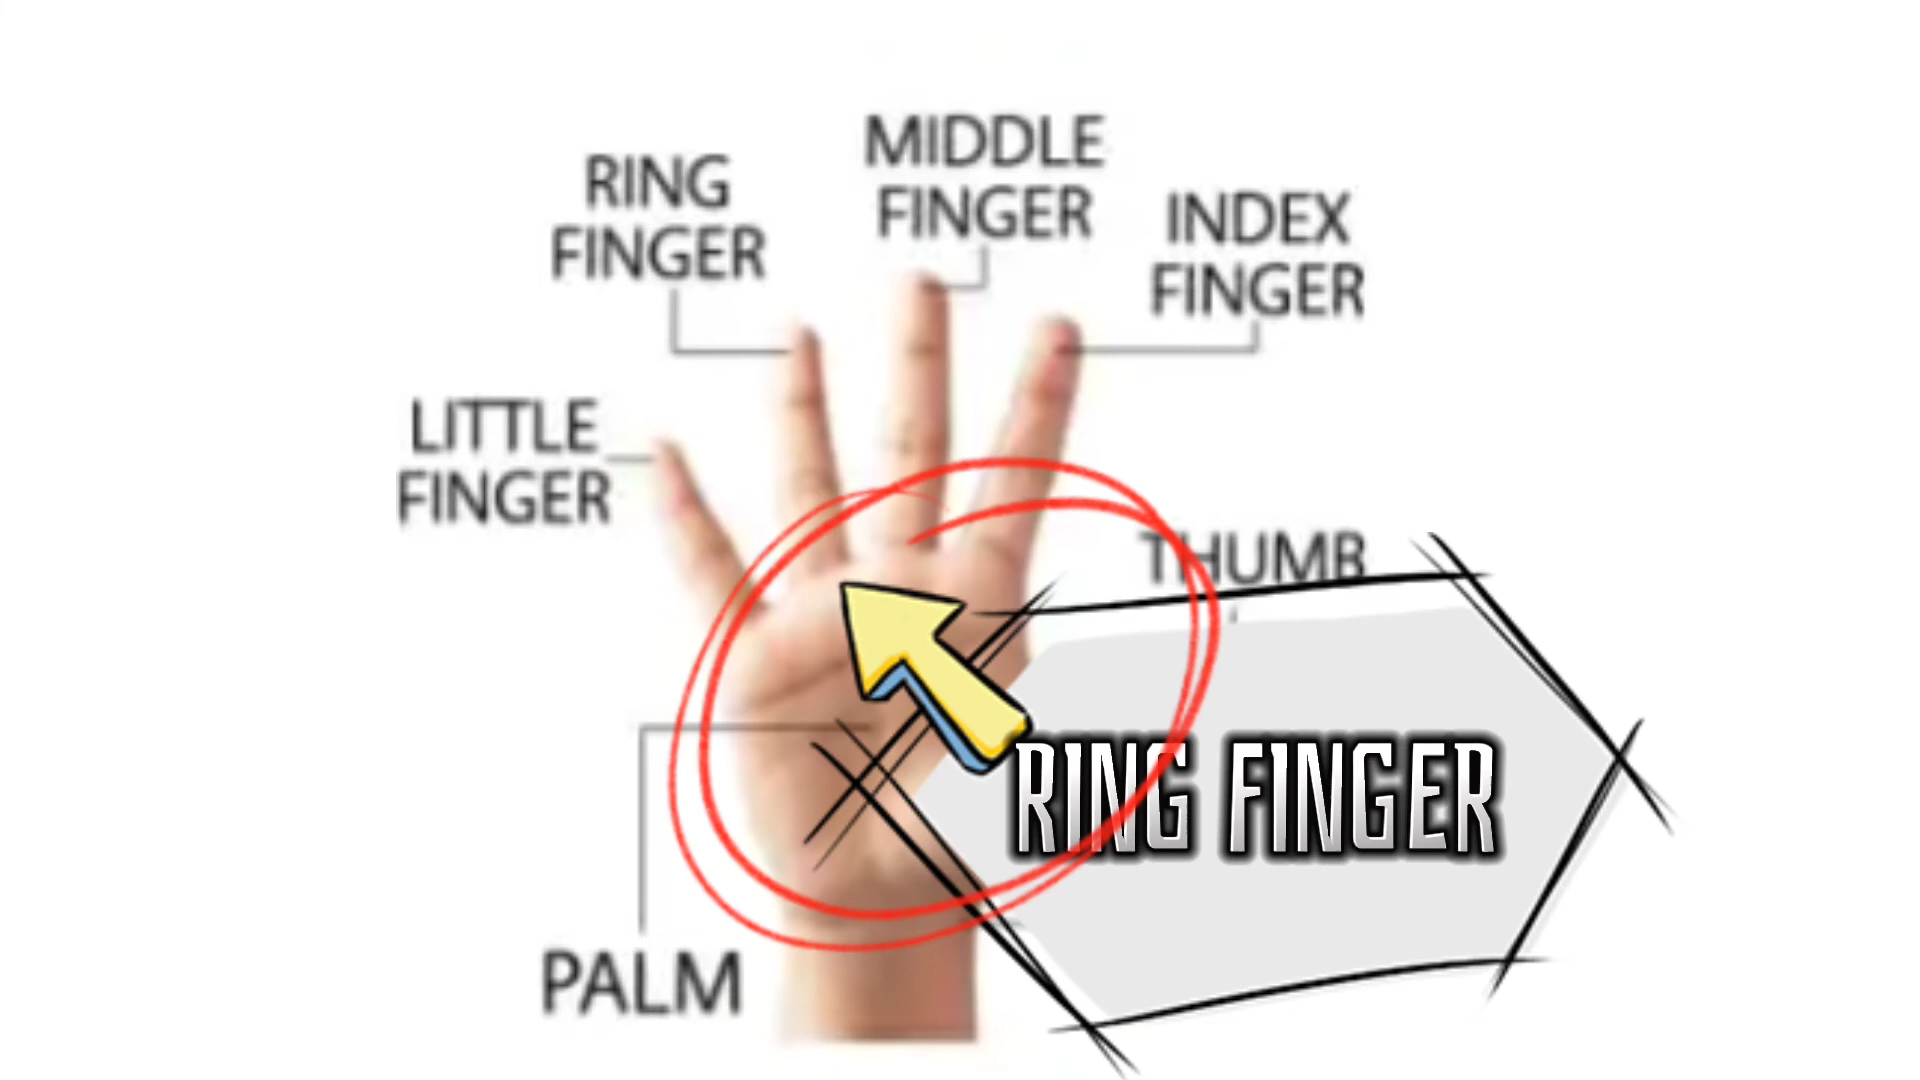 MIDDLE
FINGER
RING
FINGER
INDEX
FINGER
LITTLE
FINGER
THUMB
RING FINGER
PALM